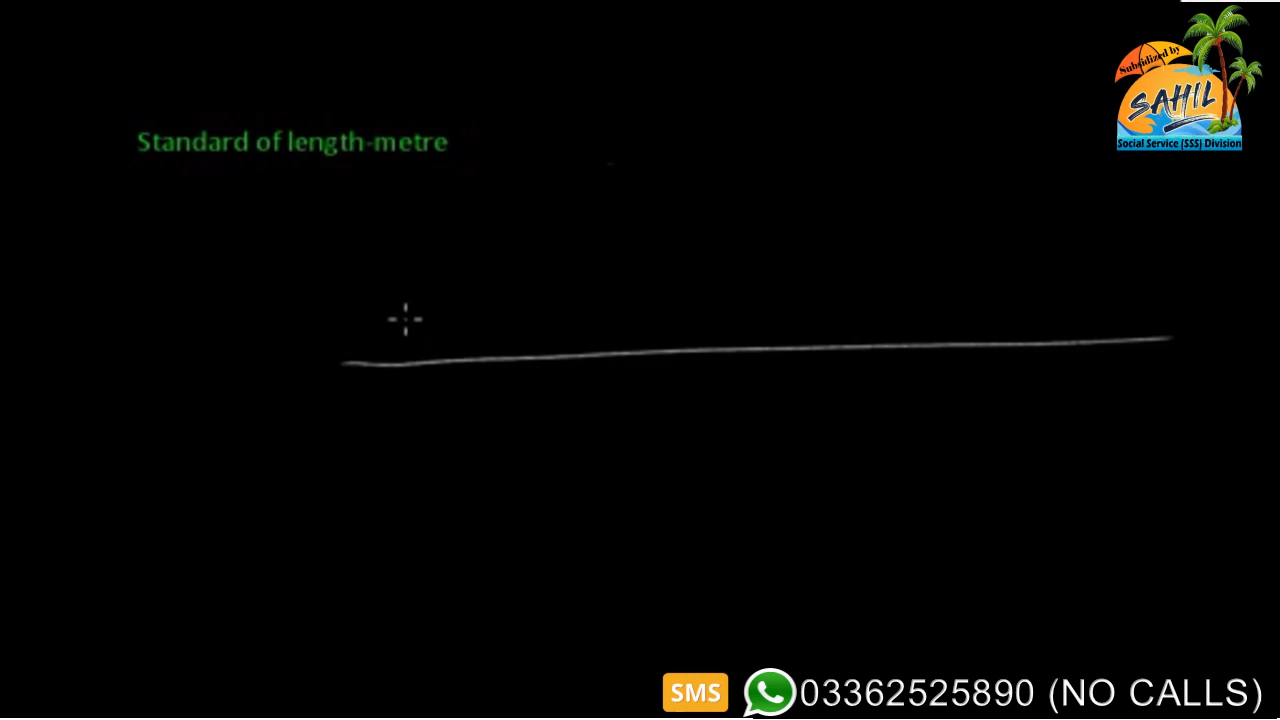 Subsidized by
SAHIL
Social Service (SSS) Division
Standard of length-metre
SMS 03362525890 (NO CALLS)